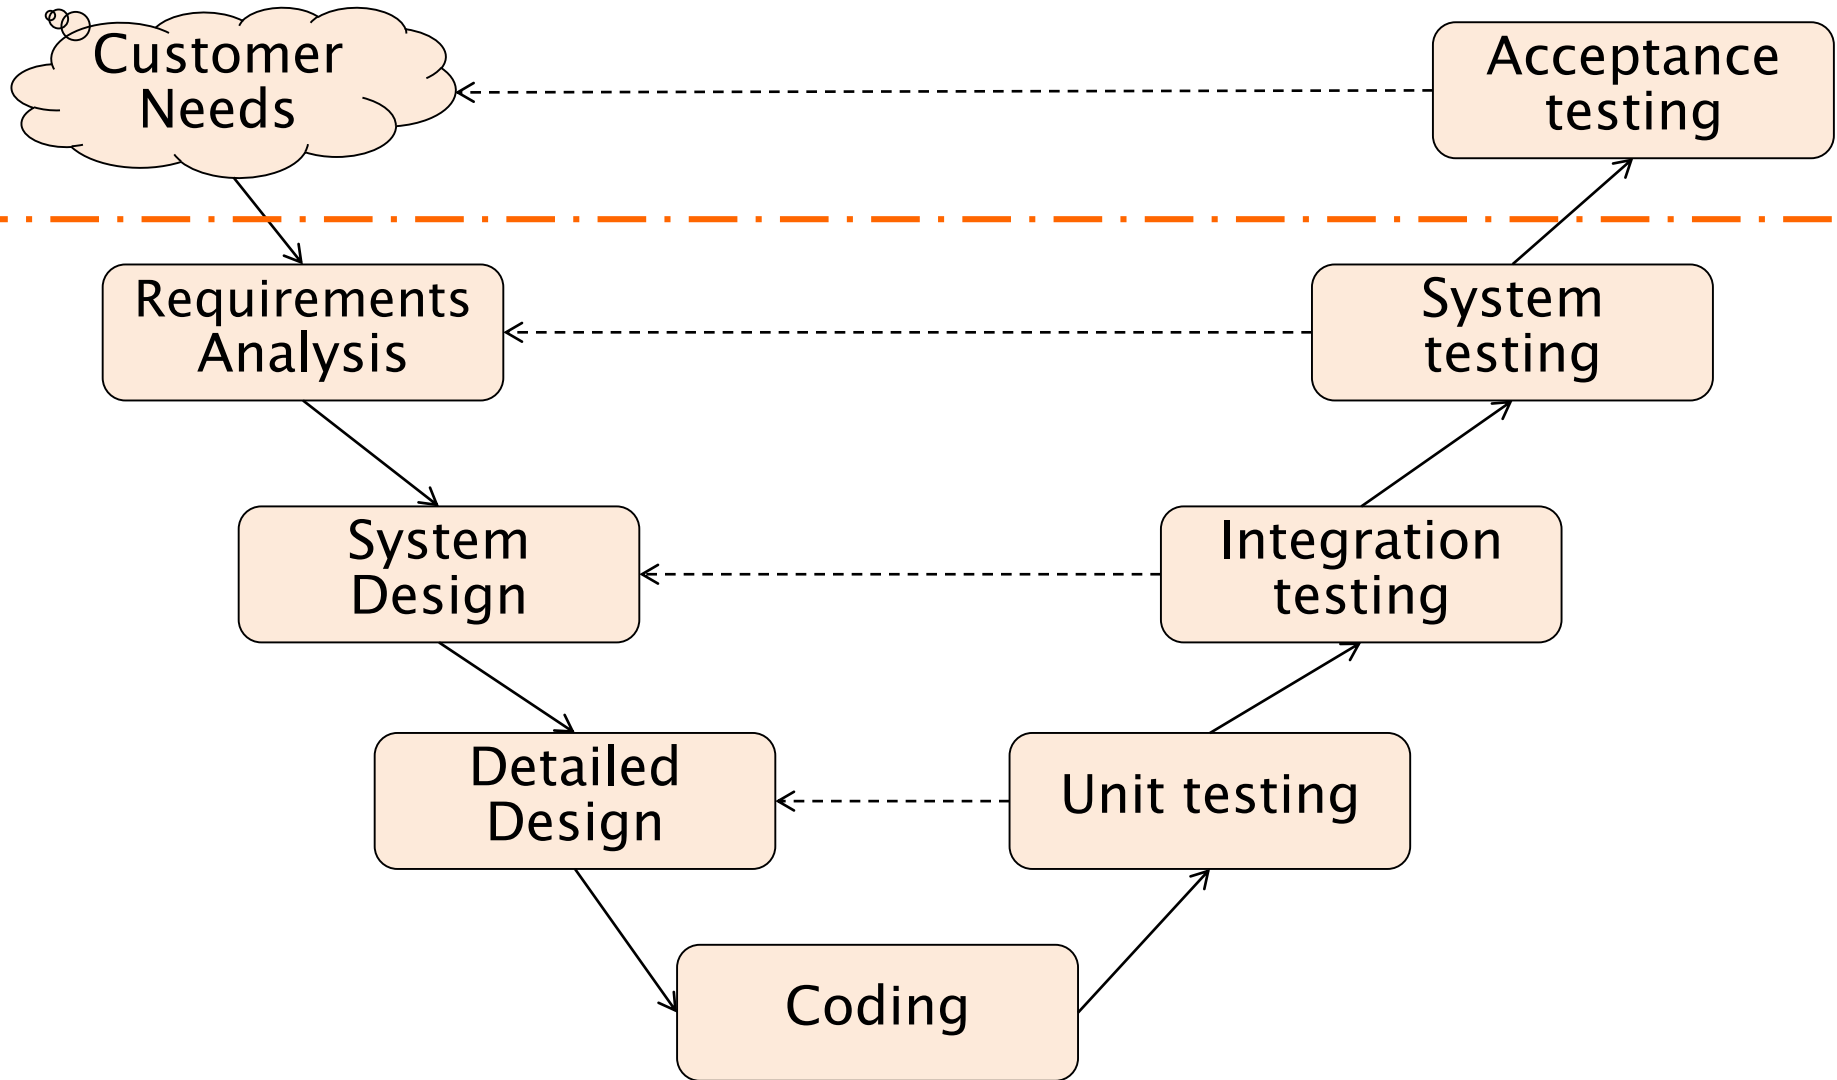 Customer
Needs
Acceptance
testing
Requirements
Analysis
System
testing
System
Design
Integration
testing
Detailed
Design
Unit testing
Coding